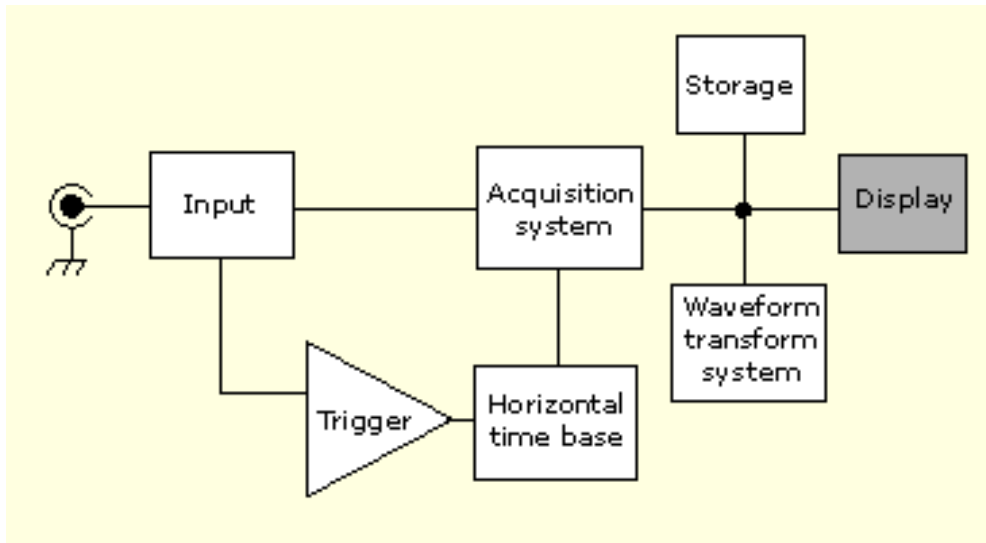 Storage
Input
Acquisition
system
Display
Waveform
transform
system
Trigger
Horizontal
time base